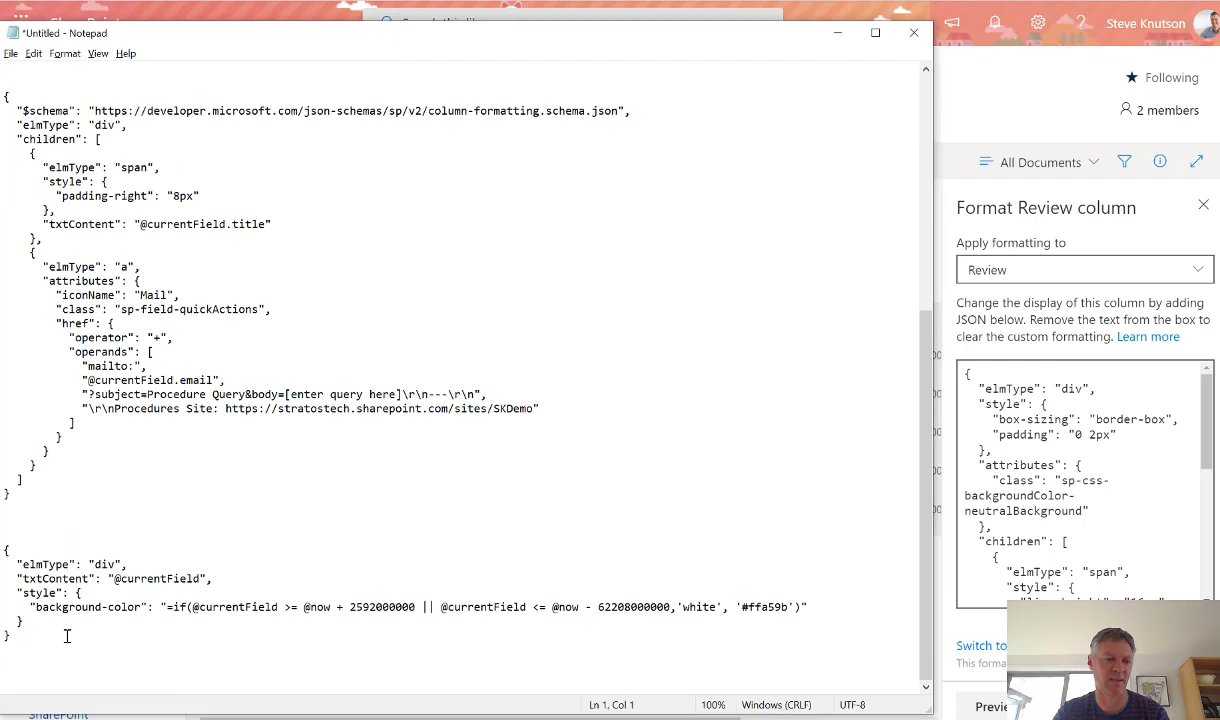 *Untitled - Notepad
File Edit Format View Help
{
"$schema": "https://developer.microsoft.com/json-schemas/sp/v2/column-formatting.schema.json",
"elmType": "div",
"children": [
{
"elmType": "span",
"style": {
"padding-right": "8px"
},
"txtContent": "@currentField.title"
},
{
"elmType": "a",
"attributes": {
"iconName": "Mail",
"class": "sp-field-quickActions",
"href": {
"operator": "+",
"operands": [
"mailto:",
"@currentField.email",
"?subject=Procedure Query&body=[enter query here]\r\n---\r\n",
"\r\nProcedures Site: https://stratostech.sharepoint.com/sites/SKDemo"
]
}
}
}
]
}
{
"elmType": "div",
"txtContent": "@currentField",
"style": {
"background-color": "=if(@currentField >= @now + 2592000000 || @currentField <= @now - 62208000000,'white', '#ffa59b')"
}
}
Ln 1, Col 1
100%
Windows (CRLF)
UTF-8
SharePoint
Steve Knutson
Following
2 members
All Documents
Format Review column
Apply formatting to
Review
Change the display of this column by adding
JSON below. Remove the text from the box to
clear the custom formatting. Learn more
{
"elmType": "div",
"style": {
"box-sizing": "border-box",
"padding": "0 2px"
},
"attributes": {
"class": "sp-css-
backgroundColor-
neutralBackground"
},
"children": [
{
"elmType": "span",
"style": {
Switch to
This forma
Previe